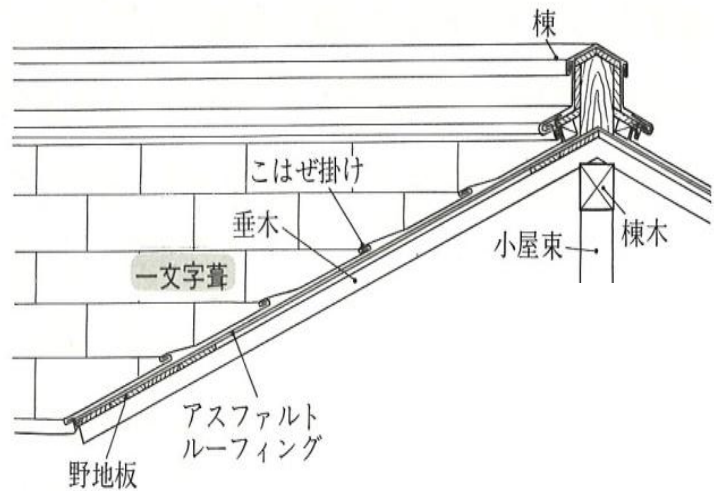 棟
こはぜ掛け
垂木
小屋束
棟木
一文字葺
アスファルト
ルーフィング
野地板